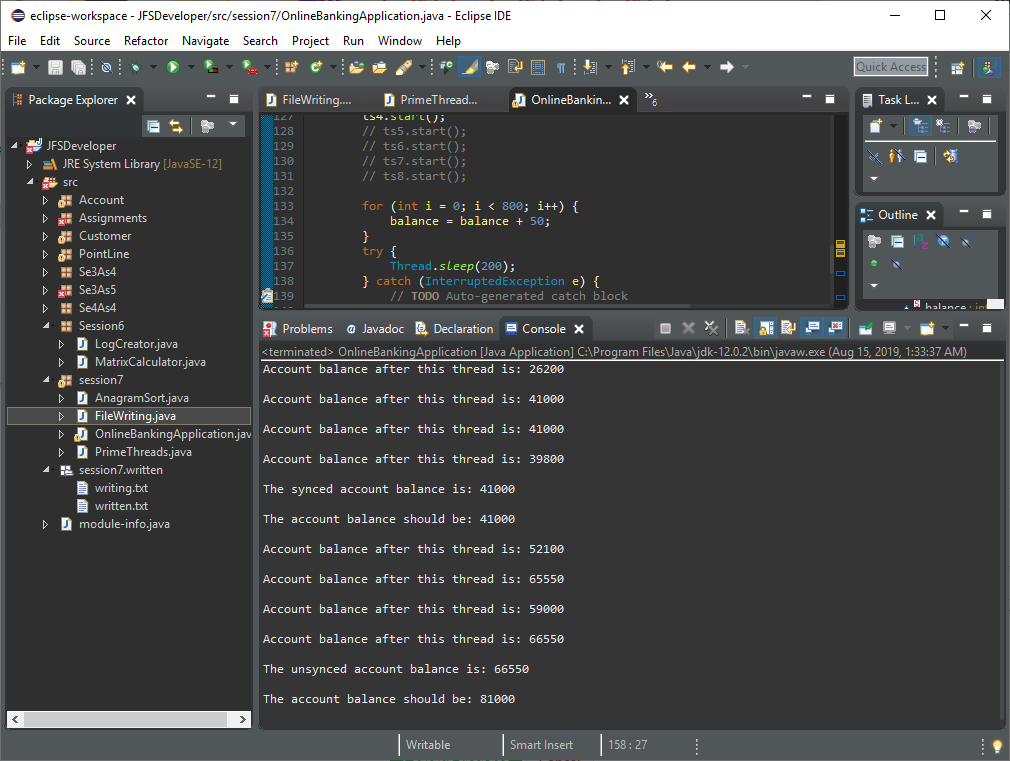 eclipse-workspace - JFSDeveloper/src/session7/OnlineBankingApplication.java - Eclipse IDE
File Edit Source Refactor Navigate Search Project Run Window Help
Quick Access
Package Explorer
JFSDeveloper
JRE System Library [JavaSE-12]
src
Account
Assignments
Customer
PointLine
Se3As4
Se3As5
Se4As4
Session6
LogCreator.java
MatrixCalculator.java
session7
AnagramSort.java
FileWriting.java
OnlineBankingApplication.jav
PrimeThreads.java
session7.written
writing.txt
written.txt
module-info.java
FileWriting.... PrimeThread... OnlineBankin... »6
127 ts4.start();
128 // ts5.start();
129 // ts6.start();
130 // ts7.start();
131 // ts8.start();
132
133 for (int i = 0; i < 800; i++) {
134 balance = balance + 50;
135 }
136 try {
137 Thread.sleep(200);
138 } catch (InterruptedException e) {
139 // TODO Auto-generated catch block
Task L...
Outline
balance : int
Problems Javadoc Declaration Console
<terminated> OnlineBankingApplication [Java Application] C:\Program Files\Java\jdk-12.0.2\bin\javaw.exe (Aug 15, 2019, 1:33:37 AM)
Account balance after this thread is: 26200
Account balance after this thread is: 41000
Account balance after this thread is: 41000
Account balance after this thread is: 39800
The synced account balance is: 41000
The account balance should be: 41000
Account balance after this thread is: 52100
Account balance after this thread is: 65550
Account balance after this thread is: 59000
Account balance after this thread is: 66550
The unsynced account balance is: 66550
The account balance should be: 81000
Writable Smart Insert 158 : 27